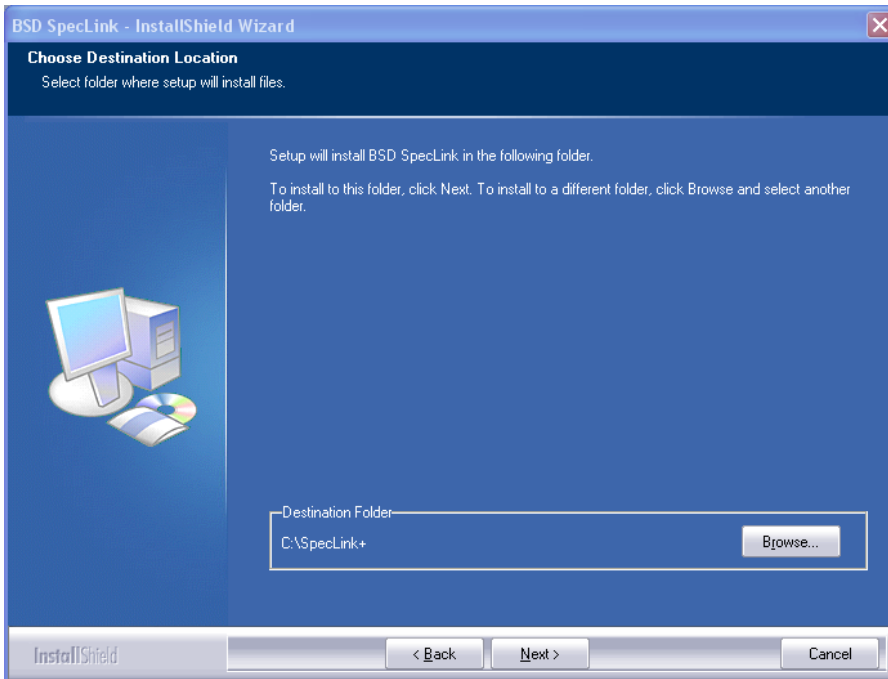 BSD SpecLink - InstallShield Wizard
Choose Destination Location
Select folder where setup will install files.
Setup will install BSD SpecLink in the following folder.
To install to this folder, click Next. To install to a different folder, click Browse and select another
folder.
Destination Folder
C:\SpecLink+
Browse...
InstallShield
< Back
Next >
Cancel